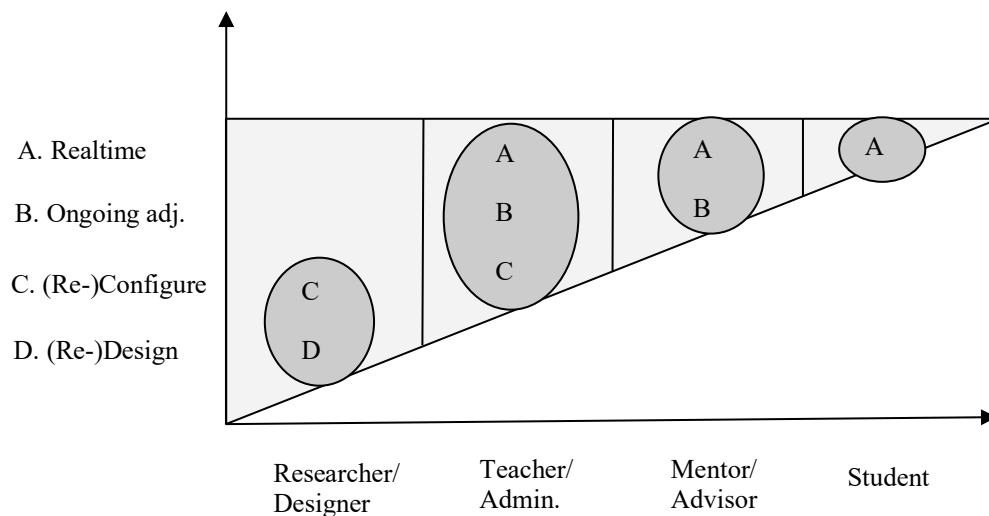 A. Realtime
B. Ongoing adj.
C. (Re-)Configure
D. (Re-)Design
C
D
A
B
C
A
B
A
Researcher/
Designer
Teacher/
Admin.
Mentor/
Advisor
Student